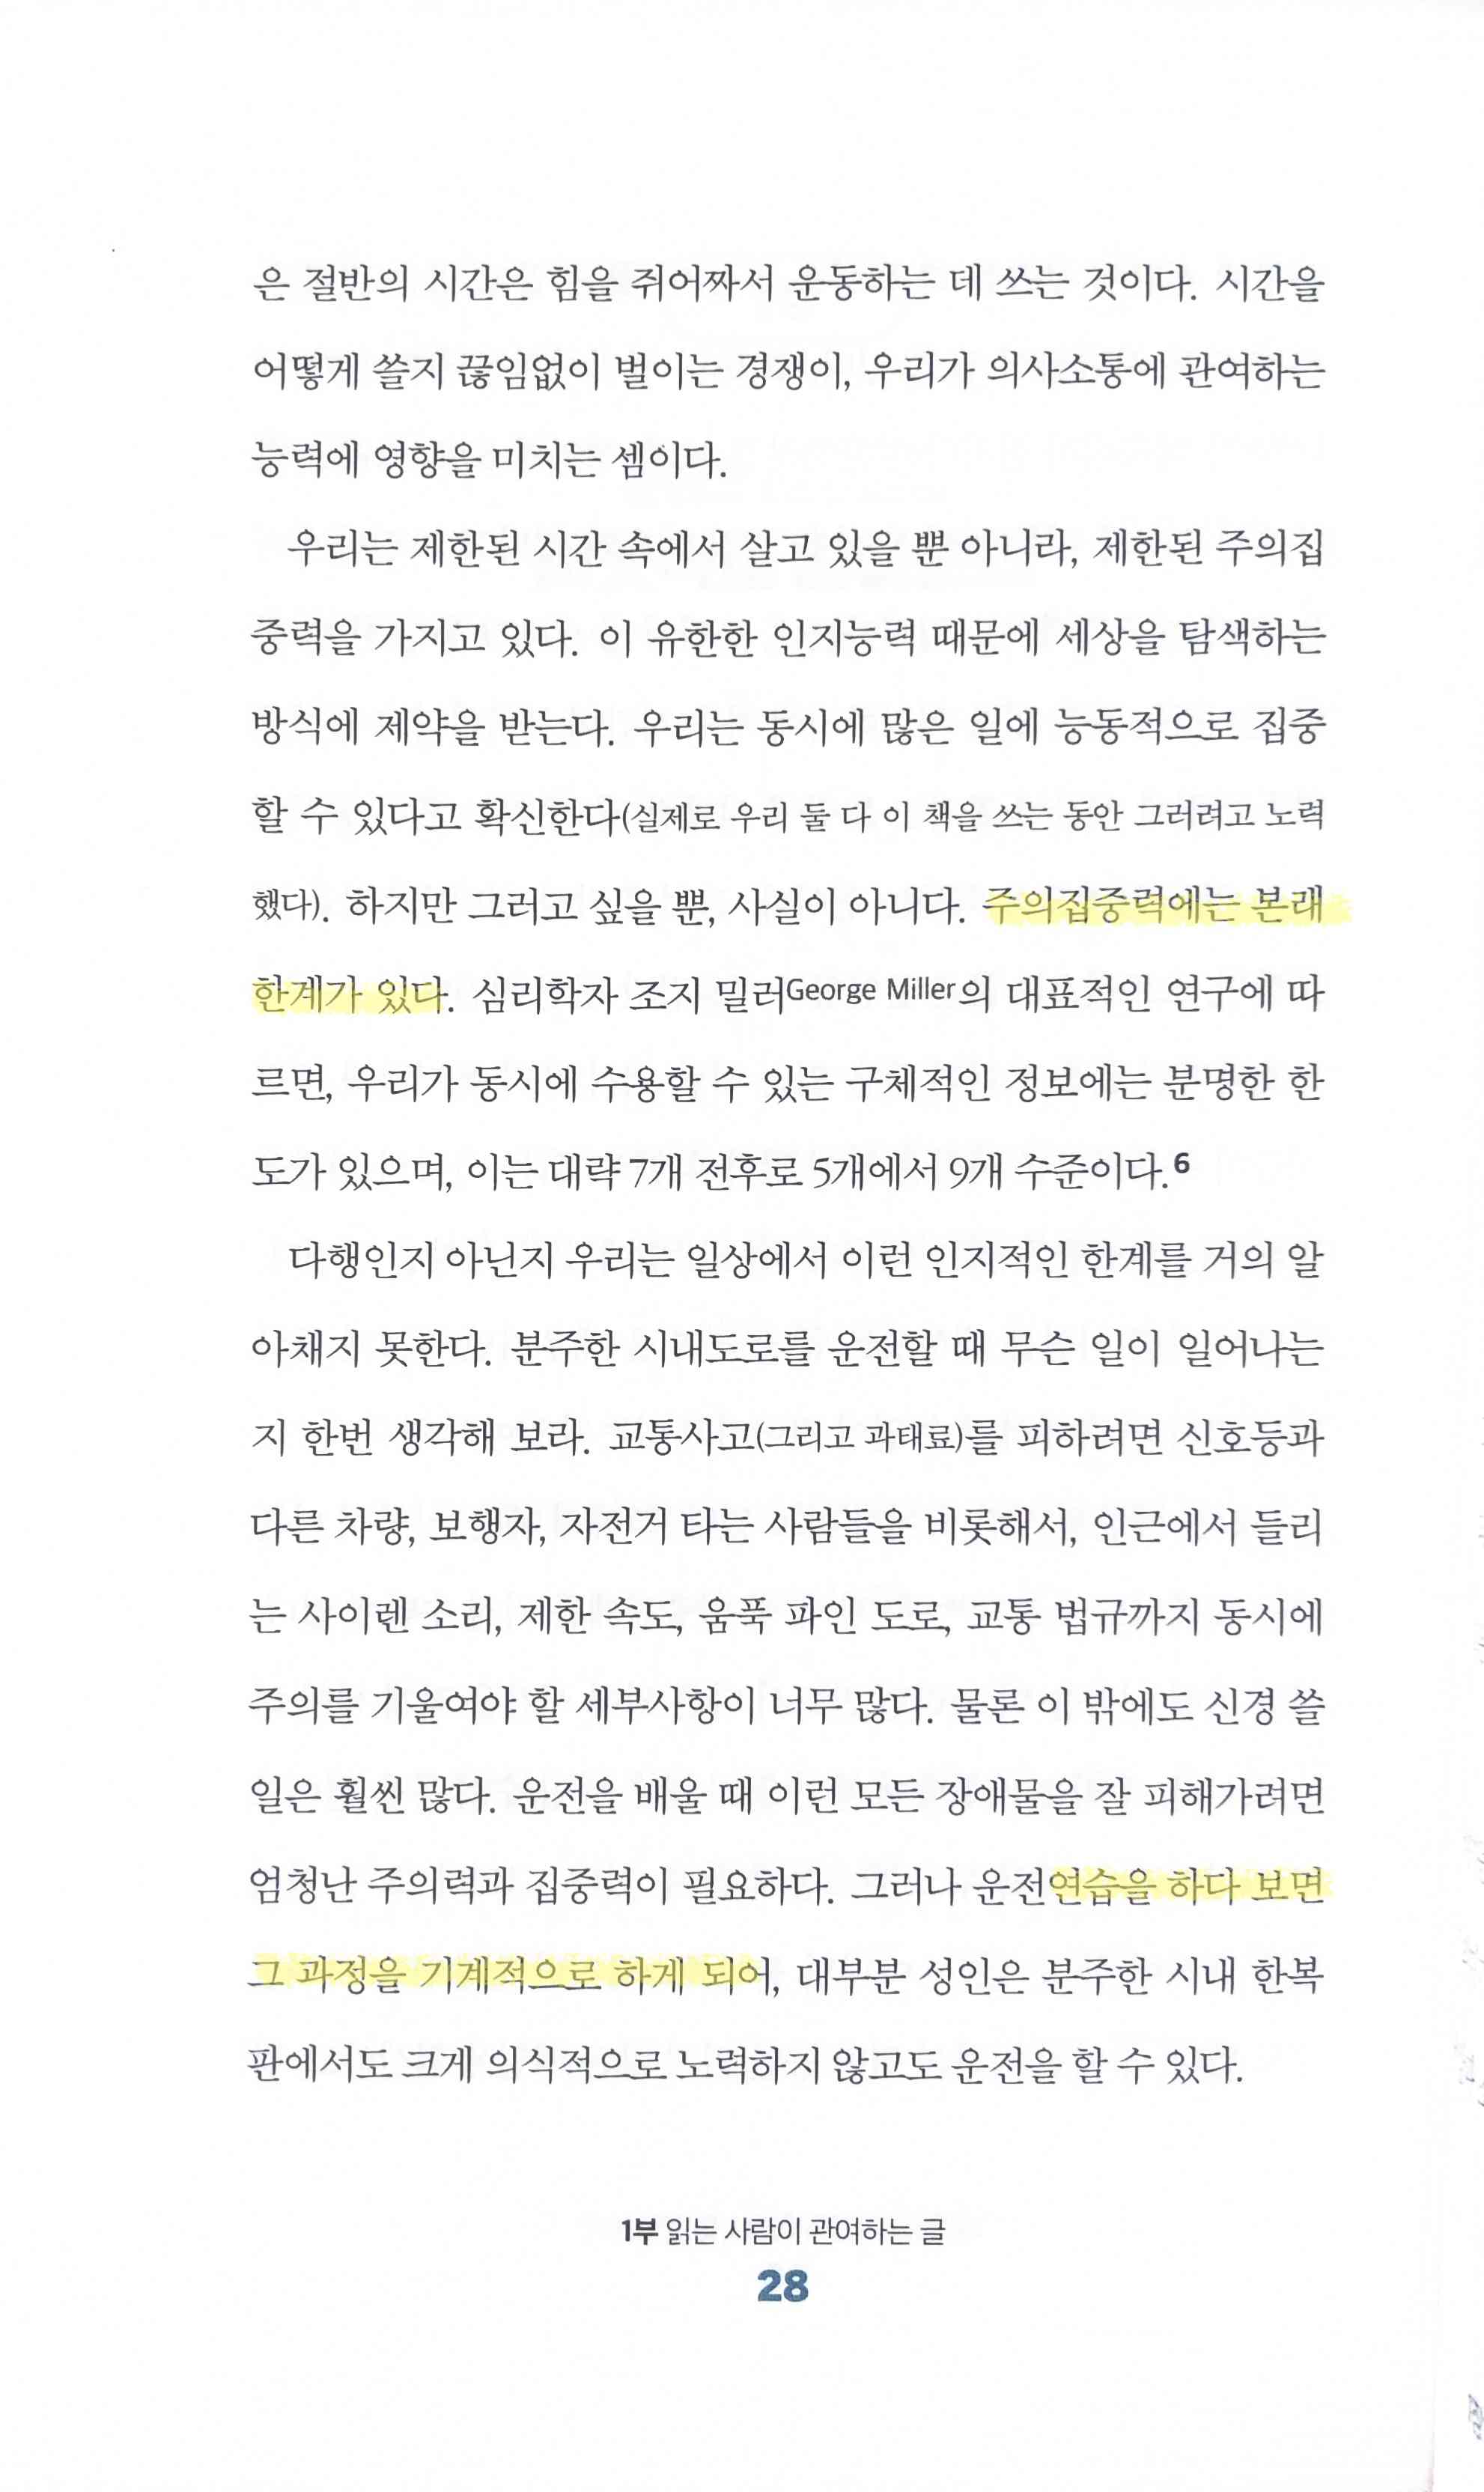 은 절반의 시간은 힘을 쥐어짜서 운동하는 데 쓰는 것이다. 시간을
어떻게 쓸지 끊임없이 벌이는 경쟁이, 우리가 의사소통에 관여하는
능력에 영향을 미치는 셈이다.
우리는 제한된 시간 속에서 살고 있을 뿐 아니라, 제한된 주의집
중력을 가지고 있다. 이 유한한 인지능력 때문에 세상을 탐색하는
방식에 제약을 받는다. 우리는 동시에 많은 일에 능동적으로 집중
할 수 있다고 확신한다(실제로 우리 둘 다 이 책을 쓰는 동안 그러려고 노력
했다). 하지만 그러고 싶을 뿐, 사실이 아니다. 주의집중력에는 본래
한계가 있다. 심리학자 조지 밀러George Miller의 대표적인 연구에 따
르면, 우리가 동시에 수용할 수 있는 구체적인 정보에는 분명한 한
도가 있으며, 이는 대략 7개 전후로 5개에서 9개 수준이다.6
다행인지 아닌지 우리는 일상에서 이런 인지적인 한계를 거의 알
아채지 못한다. 분주한 시내도로를 운전할 때 무슨 일이 일어나는
지 한번 생각해 보라. 교통사고(그리고 과태료)를 피하려면 신호등과
다른 차량, 보행자, 자전거 타는 사람들을 비롯해서, 인근에서 들리
는 사이렌 소리, 제한 속도, 움푹 파인 도로, 교통 법규까지 동시에
주의를 기울여야 할 세부사항이 너무 많다. 물론 이 밖에도 신경 쓸
일은 훨씬 많다. 운전을 배울 때 이런 모든 장애물을 잘 피해가려면
엄청난 주의력과 집중력이 필요하다. 그러나 운전연습을 하다 보면
그 과정을 기계적으로 하게 되어, 대부분 성인은 분주한 시내 한복
판에서도 크게 의식적으로 노력하지 않고도 운전을 할 수 있다.
1부 읽는 사람이 관여하는 글
28